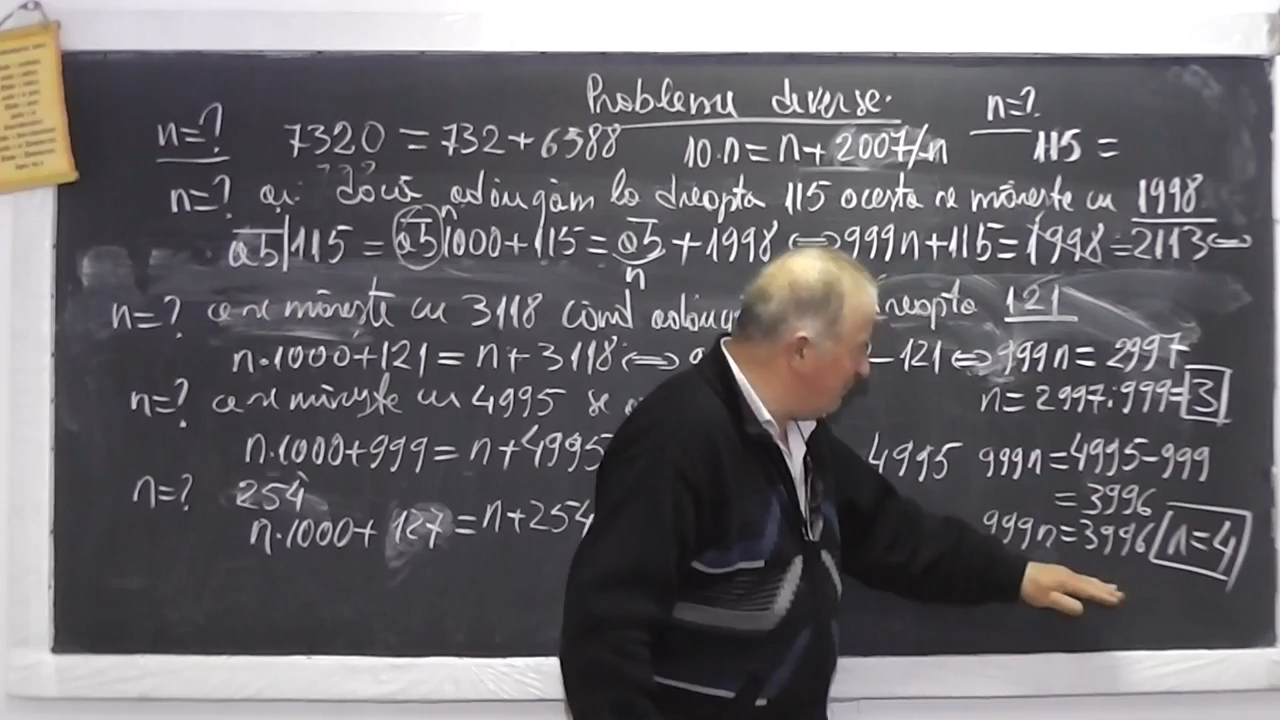 Probleme diverse.
n=? 7320 = 732+6588 10.n=n+2007/n n=? 115 =
n=? doua adăugăm la dreapta 115 acesta se mărește cu 1998
ab|115 = ab 1000+115= ab +1998 ⟺ 999n+115=1998=2113 ⟺
n
n=? ce se mărește cu 3118 când dreapta 121
n.1000+121= n+3118 ⟺ -121 ⟺ 999n= 2997
n=? ce se mărește cu 4995 se n= 2997:999=3
n.1000+999= n+4995 4995 999n=4995-999
n=? 254 = 3996
n.1000+ 127 = n+254 999n=3996 n=4